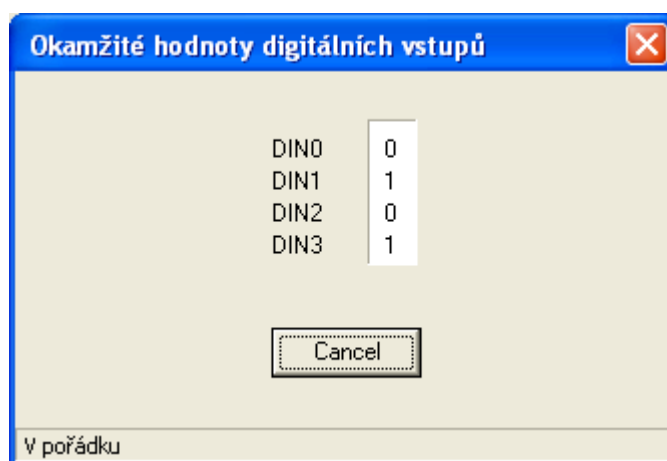 Okamžité hodnoty digitálních vstupů
DIN0 0
DIN1 1
DIN2 0
DIN3 1
Cancel
V pořádku